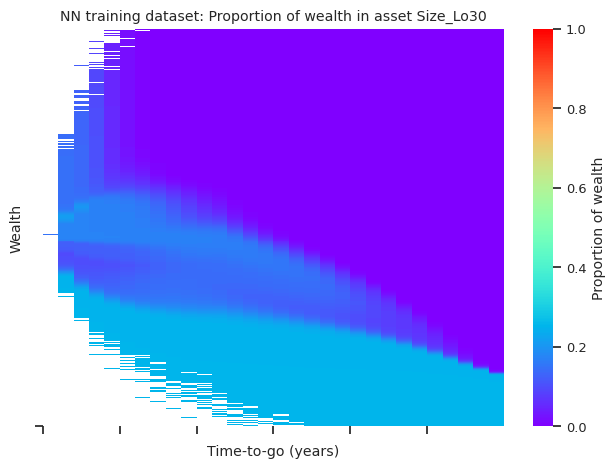 NN training dataset: Proportion of wealth in asset Size_Lo30
Wealth
Time-to-go (years)
1.0
0.8
0.6
0.4
0.2
0.0
Proportion of wealth